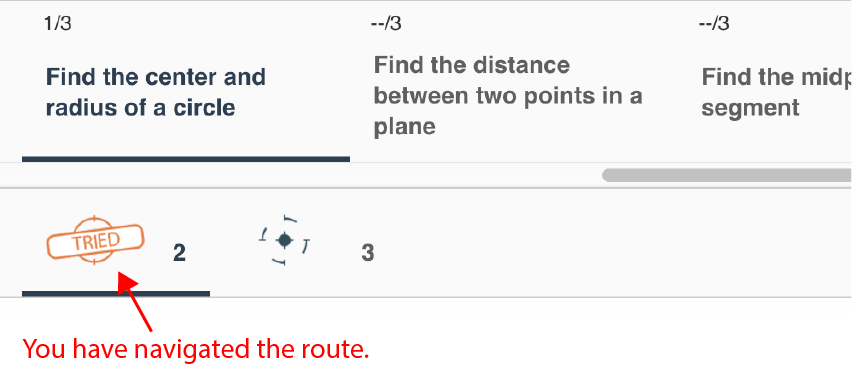 1/3
--/3
--/3
Find the center and
radius of a circle
Find the distance
between two points in a
plane
Find the
segment
TRIED
2
3
You have navigated the route.